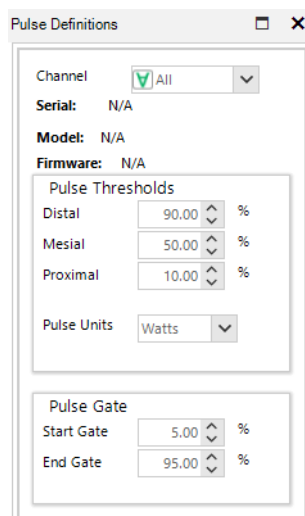 Pulse Definitions
Channel All
Serial: N/A
Model: N/A
Firmware: N/A
Pulse Thresholds
Distal 90.00 %
Mesial 50.00 %
Proximal 10.00 %
Pulse Units Watts
Pulse Gate
Start Gate 5.00 %
End Gate 95.00 %